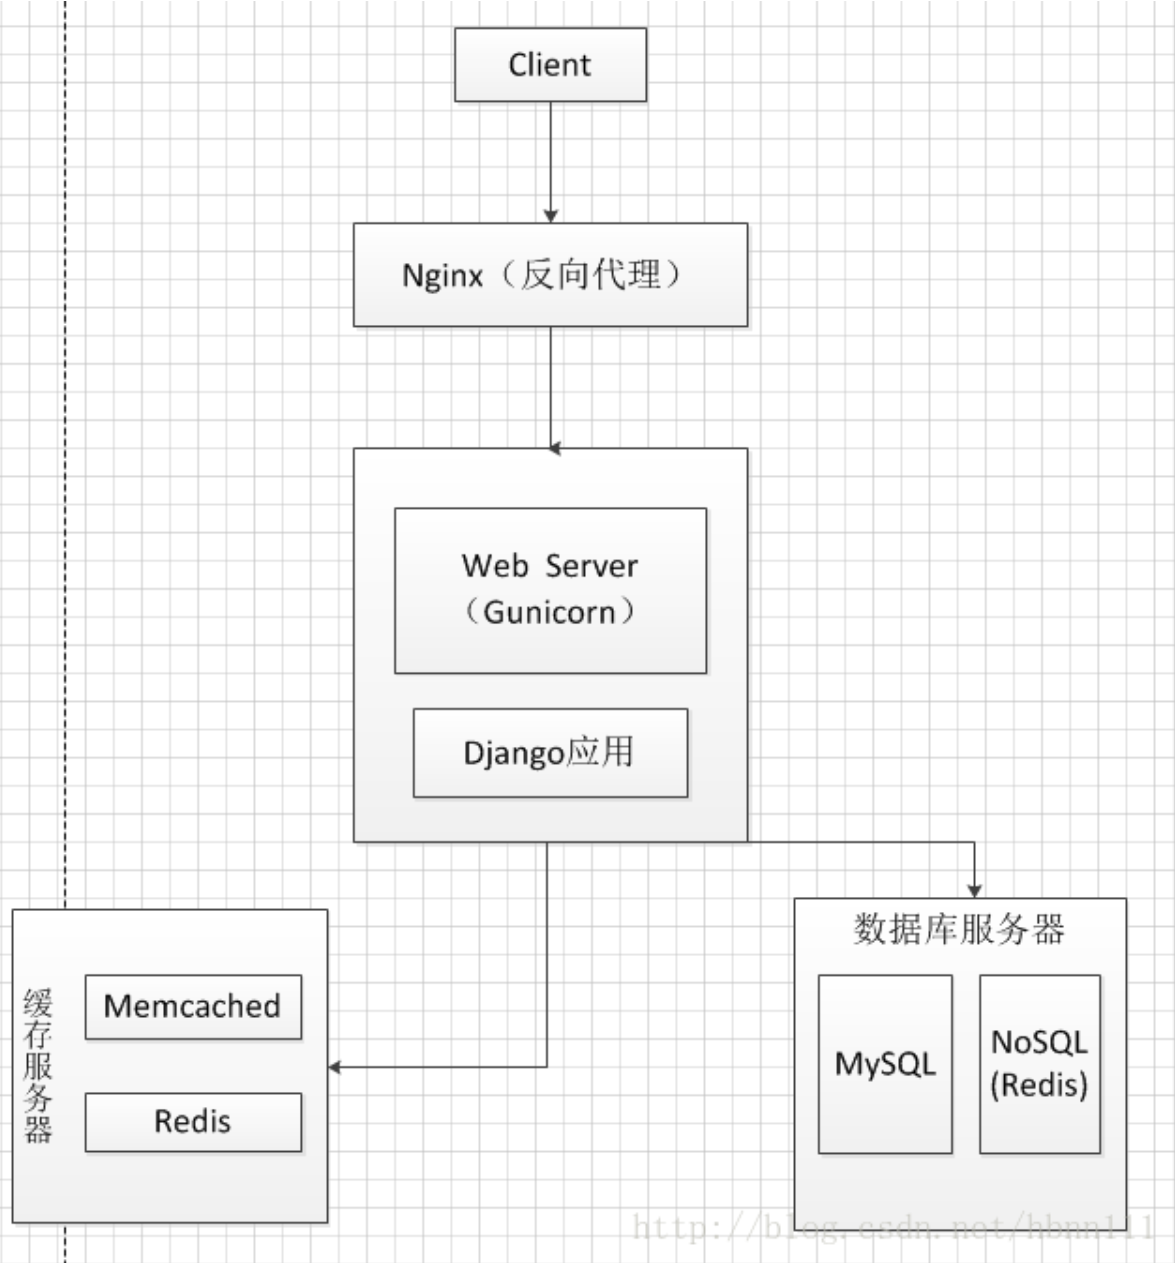 Client
Nginx（反向代理）
Web Server
（Gunicorn）
Django应用
缓存服务器
Memcached
Redis
数据库服务器
MySQL
NoSQL
(Redis)
http://blog.csdn.net/hbnn111